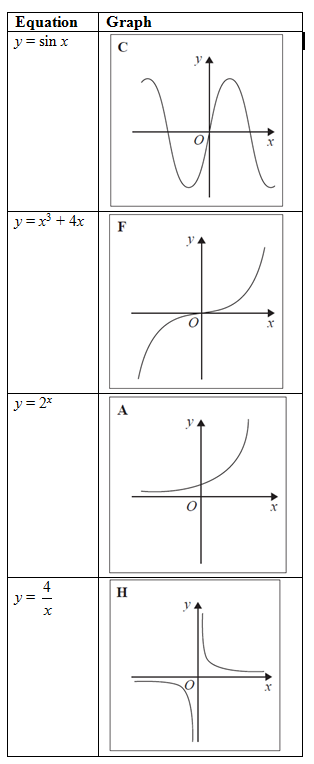 Equation Graph
y = sin x
C
y
O
x
y = x³ + 4x
F
y
O
x
y = 2ˣ
A
y
O
x
y = 4/x
H
y
O
x